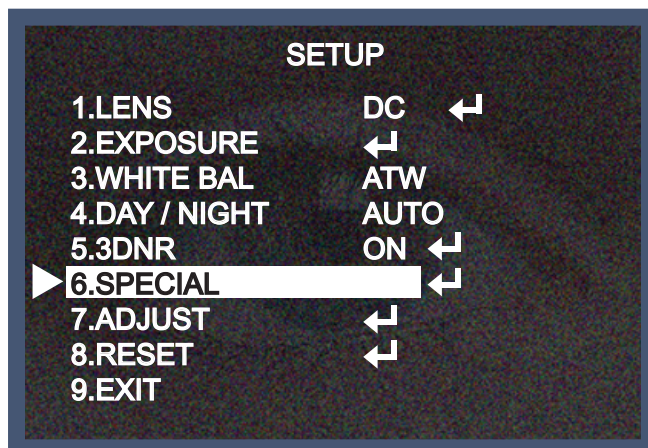 SETUP
1.LENS DC ↵
2.EXPOSURE ↵
3.WHITE BAL ATW
4.DAY / NIGHT AUTO
5.3DNR ON ↵
6.SPECIAL ↵
7.ADJUST ↵
8.RESET ↵
9.EXIT